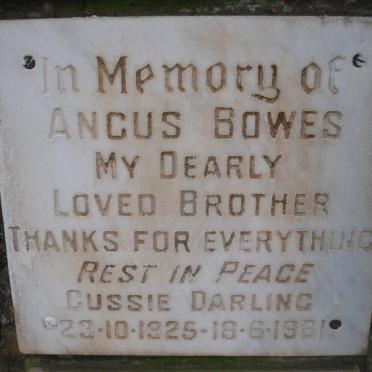 In Memory of
ANGUS BOWES
MY DEARLY
LOVED BROTHER
THANKS FOR EVERYTHING
REST IN PEACE
GUSSIE DARLING
23·10·1925-18·6·1981